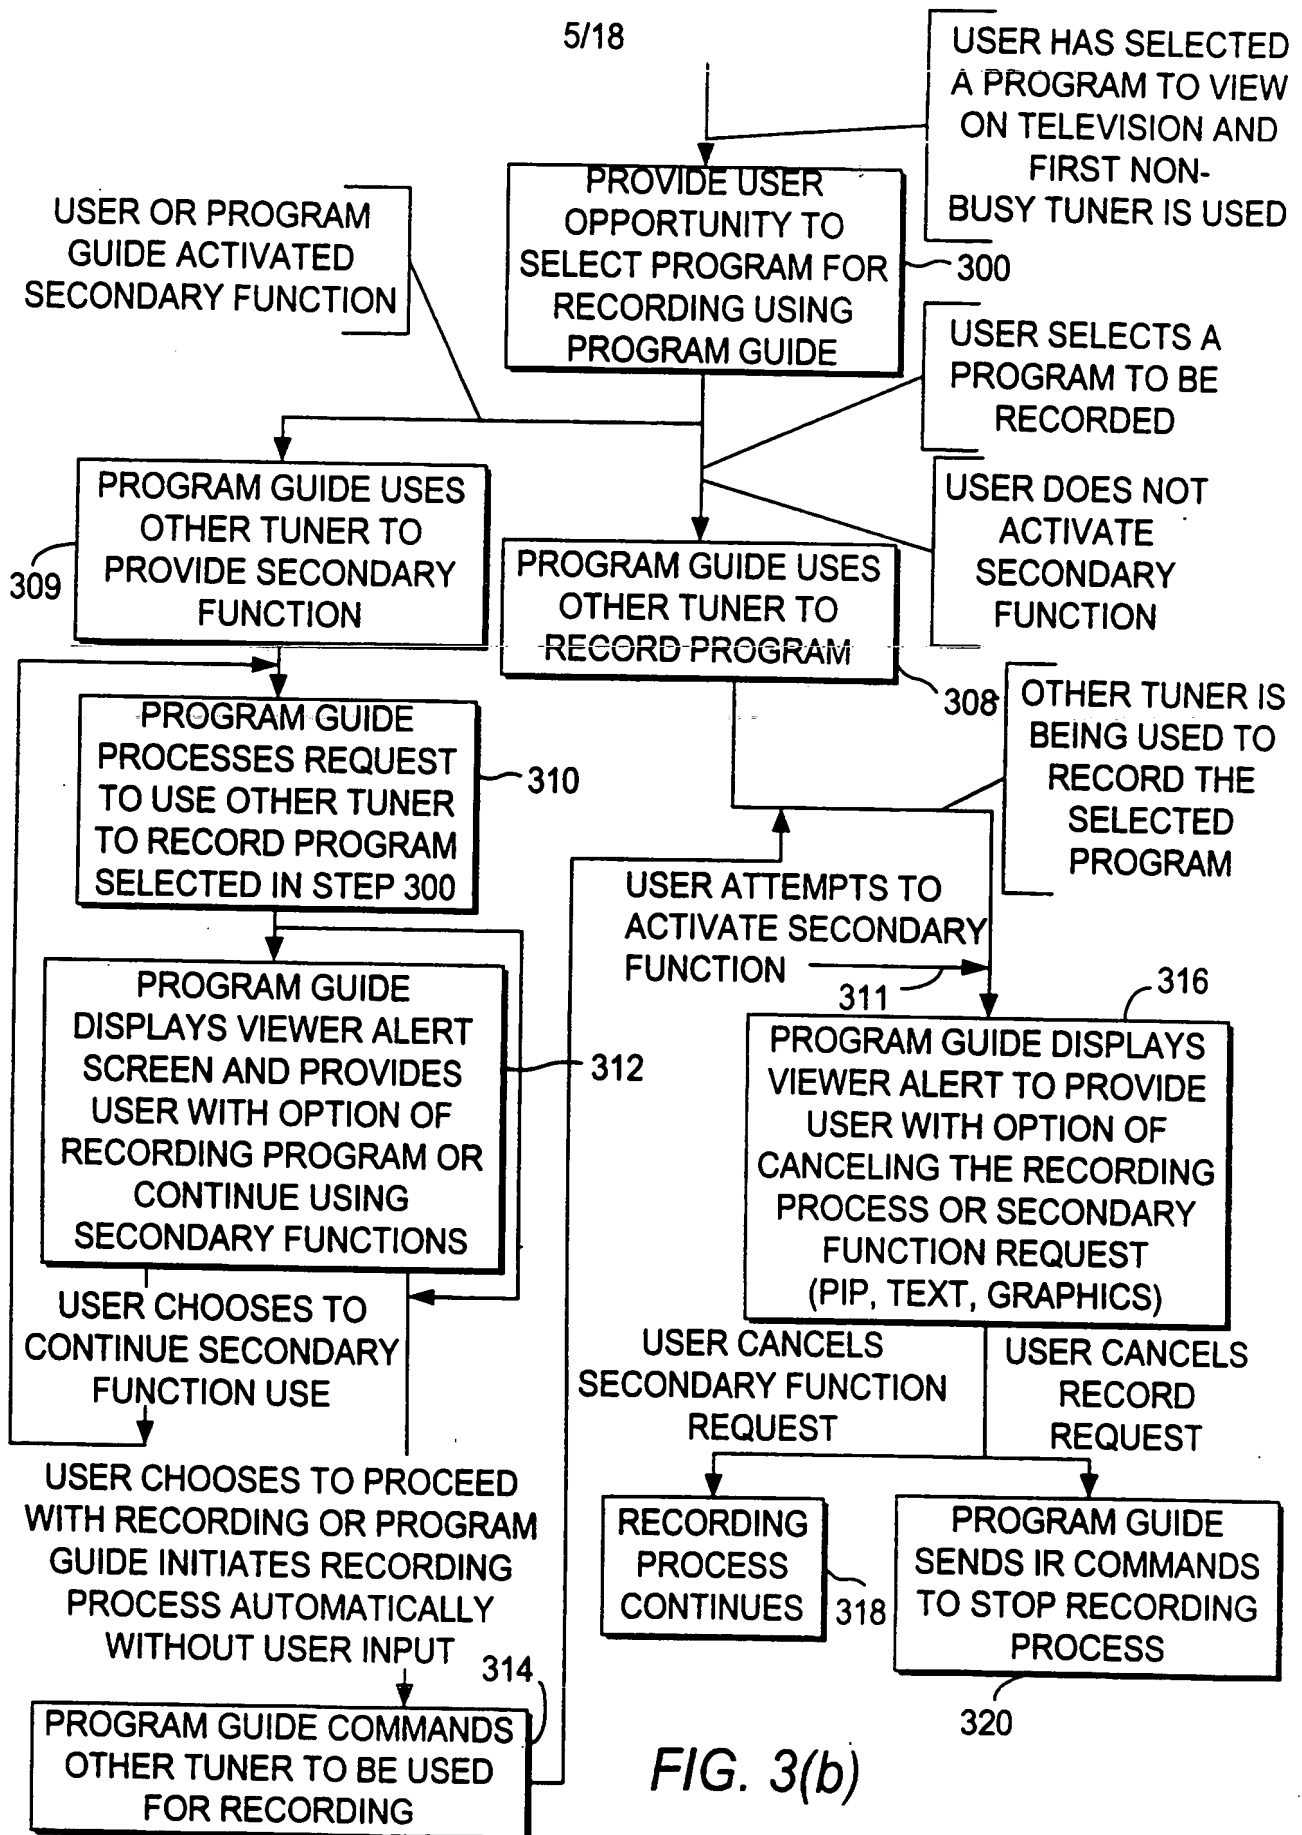 5/18
USER HAS SELECTED
A PROGRAM TO VIEW
ON TELEVISION AND
FIRST NON-
BUSY TUNER IS USED
PROVIDE USER
OPPORTUNITY TO
SELECT PROGRAM FOR
RECORDING USING
PROGRAM GUIDE
300
USER OR PROGRAM
GUIDE ACTIVATED
SECONDARY FUNCTION
USER SELECTS A
PROGRAM TO BE
RECORDED
USER DOES NOT
ACTIVATE
SECONDARY
FUNCTION
PROGRAM GUIDE USES
OTHER TUNER TO
PROVIDE SECONDARY
FUNCTION
309
PROGRAM GUIDE USES
OTHER TUNER TO
RECORD PROGRAM
308
OTHER TUNER IS
BEING USED TO
RECORD THE
SELECTED
PROGRAM
PROGRAM GUIDE
PROCESSES REQUEST
TO USE OTHER TUNER
TO RECORD PROGRAM
SELECTED IN STEP 300
310
USER ATTEMPTS TO
ACTIVATE SECONDARY
FUNCTION
311
PROGRAM GUIDE
DISPLAYS VIEWER ALERT
SCREEN AND PROVIDES
USER WITH OPTION OF
RECORDING PROGRAM OR
CONTINUE USING
SECONDARY FUNCTIONS
312
316
PROGRAM GUIDE DISPLAYS
VIEWER ALERT TO PROVIDE
USER WITH OPTION OF
CANCELING THE RECORDING
PROCESS OR SECONDARY
FUNCTION REQUEST
(PIP, TEXT, GRAPHICS)
USER CHOOSES TO
CONTINUE SECONDARY
FUNCTION USE
USER CANCELS
SECONDARY FUNCTION
REQUEST
USER CANCELS
RECORD
REQUEST
USER CHOOSES TO PROCEED
WITH RECORDING OR PROGRAM
GUIDE INITIATES RECORDING
PROCESS AUTOMATICALLY
WITHOUT USER INPUT
RECORDING
PROCESS
CONTINUES
318
PROGRAM GUIDE
SENDS IR COMMANDS
TO STOP RECORDING
PROCESS
320
314
PROGRAM GUIDE COMMANDS
OTHER TUNER TO BE USED
FOR RECORDING
FIG. 3(b)